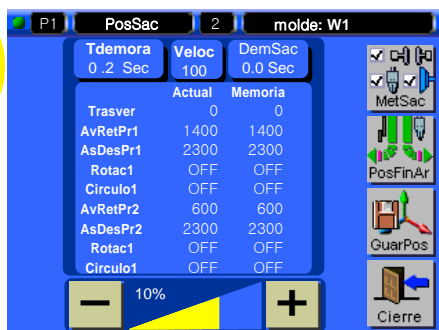 P1 PosSac 2 molde: W1
Tdemora Veloc DemSac
0 .2 Sec 100 0.0 Sec
Actual Memoria
Trasver 0 0
AvRetPr1 1400 1400
AsDesPr1 2300 2300
Rotac1 OFF OFF
Circulo1 OFF OFF
AvRetPr2 600 600
AsDesPr2 2300 2300
Rotac1 OFF OFF
Circulo1 OFF OFF
10%
MetSac
PosFinAr
GuarPos
Cierre